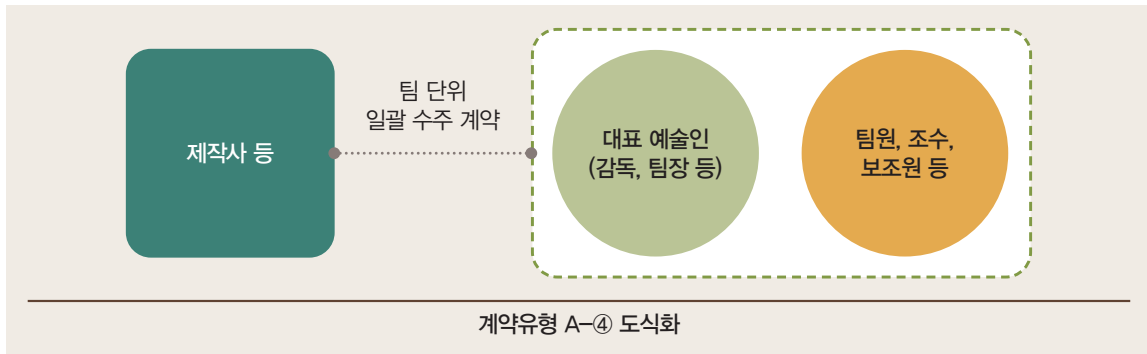 제작사 등
팀 단위
일괄 수주 계약
대표 예술인
(감독, 팀장 등)
팀원, 조수,
보조원 등
계약유형 A–④ 도식화